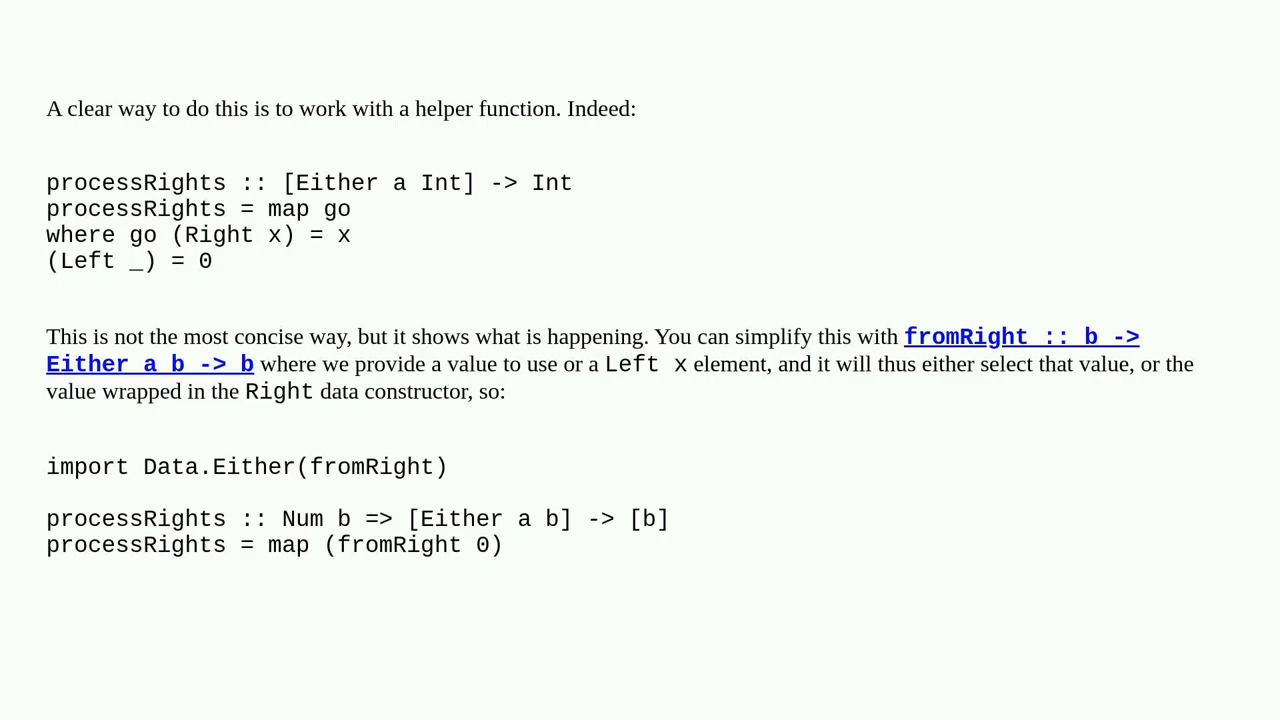 A clear way to do this is to work with a helper function. Indeed:
processRights :: [Either a Int] -> Int
processRights = map go
where go (Right x) = x
(Left _) = 0
This is not the most concise way, but it shows what is happening. You can simplify this with fromRight :: b ->
Either a b -> b where we provide a value to use or a Left x element, and it will thus either select that value, or the
value wrapped in the Right data constructor, so:
import Data.Either(fromRight)
processRights :: Num b => [Either a b] -> [b]
processRights = map (fromRight 0)